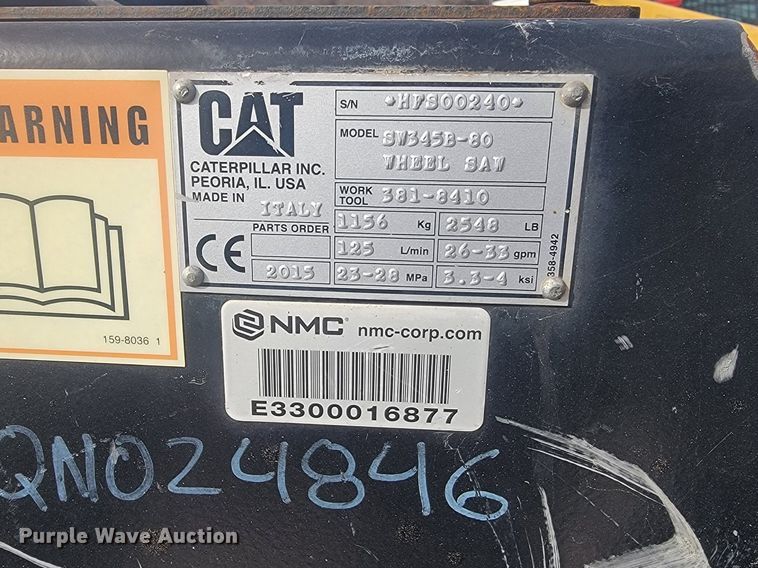 WARNING
159-8036 1
CAT
CATERPILLAR INC.
PEORIA, IL. USA
MADE IN ITALY
S/N *HFS00240*
MODEL SW345B-80
WHEEL SAW
WORK TOOL 381-8410
PARTS ORDER 1156 Kg 2548 LB
CE 125 L/min 26-33 gpm
2015 23-28 MPa 3.3-4 ksi
358-4942
NMC nmc-corp.com
E3300016877
QN024846
Purple Wave Auction